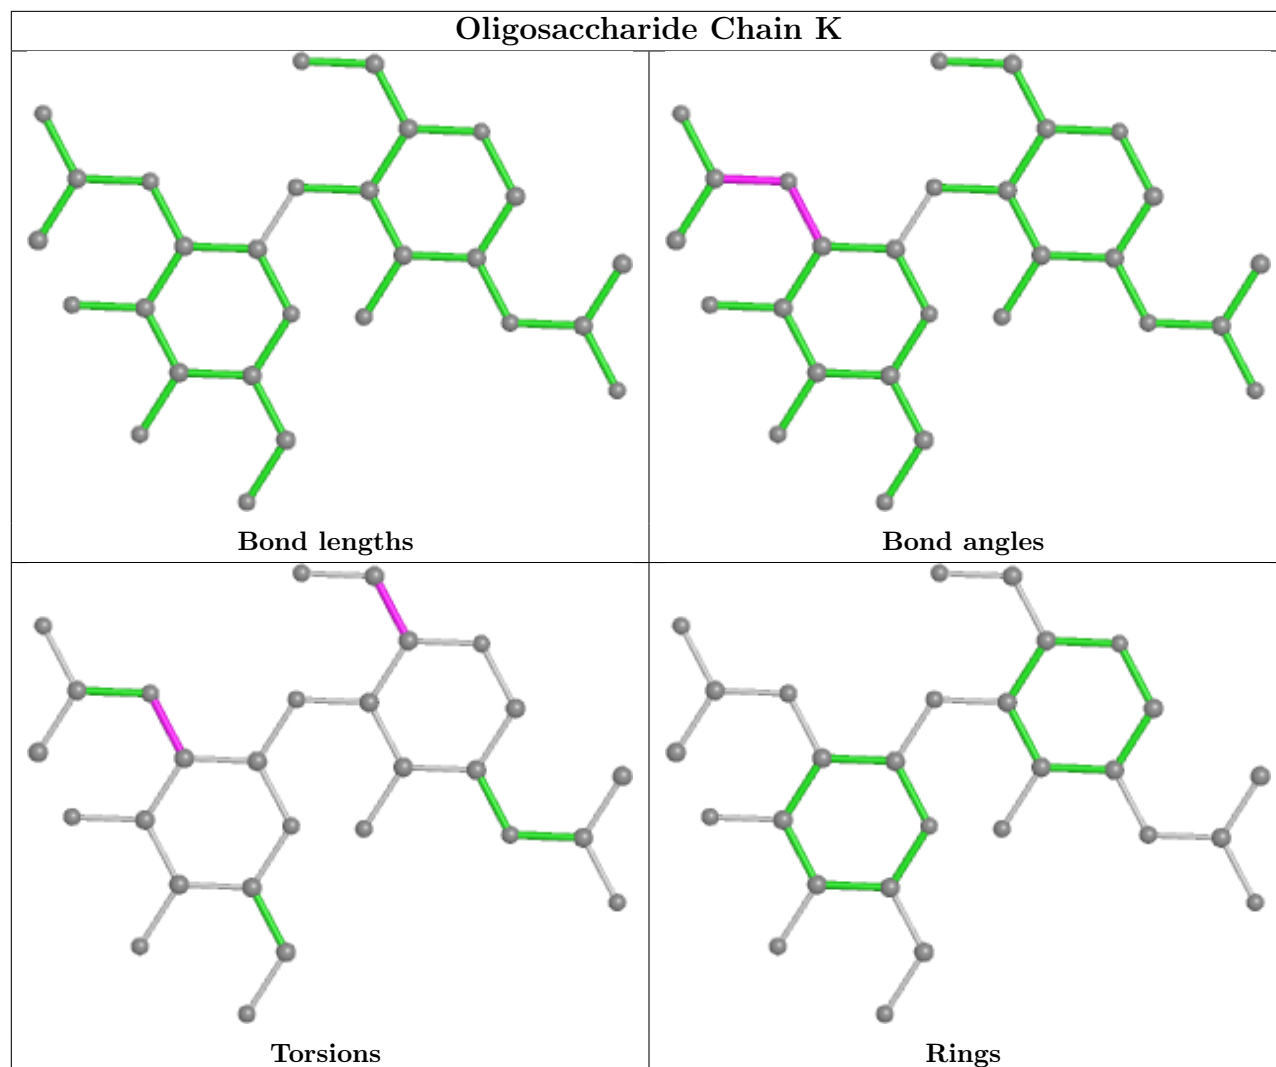 Oligosaccharide Chain K
Bond lengths
Bond angles
Torsions
Rings